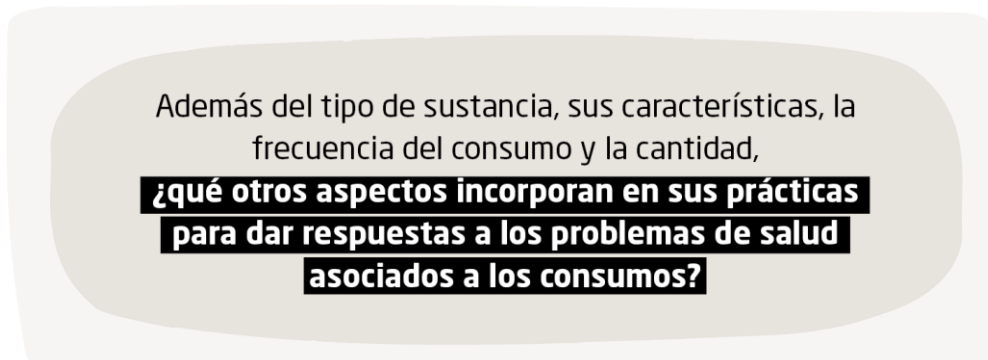 Además del tipo de sustancia, sus características, la
frecuencia del consumo y la cantidad,
¿qué otros aspectos incorporan en sus prácticas
para dar respuestas a los problemas de salud
asociados a los consumos?